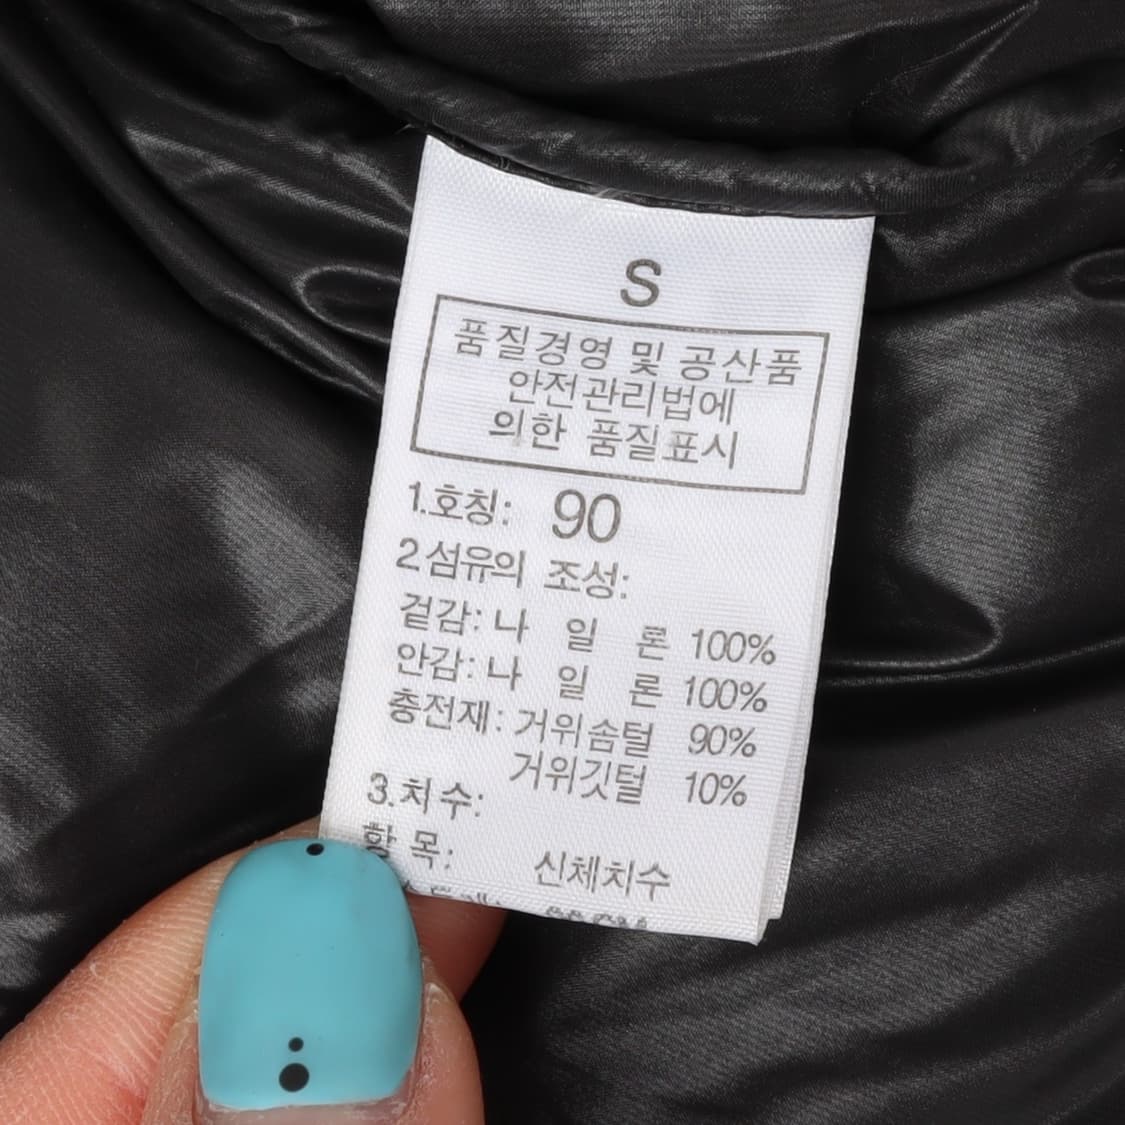 S
품질경영 및 공산품
안전관리법에
의한 품질표시
1.호칭: 90
2섬유의 조성:
겉감: 나 일 론 100%
안감: 나 일 론 100%
충전재: 거위솜털 90%
거위깃털 10%
3.치수:
항목: 신체치수